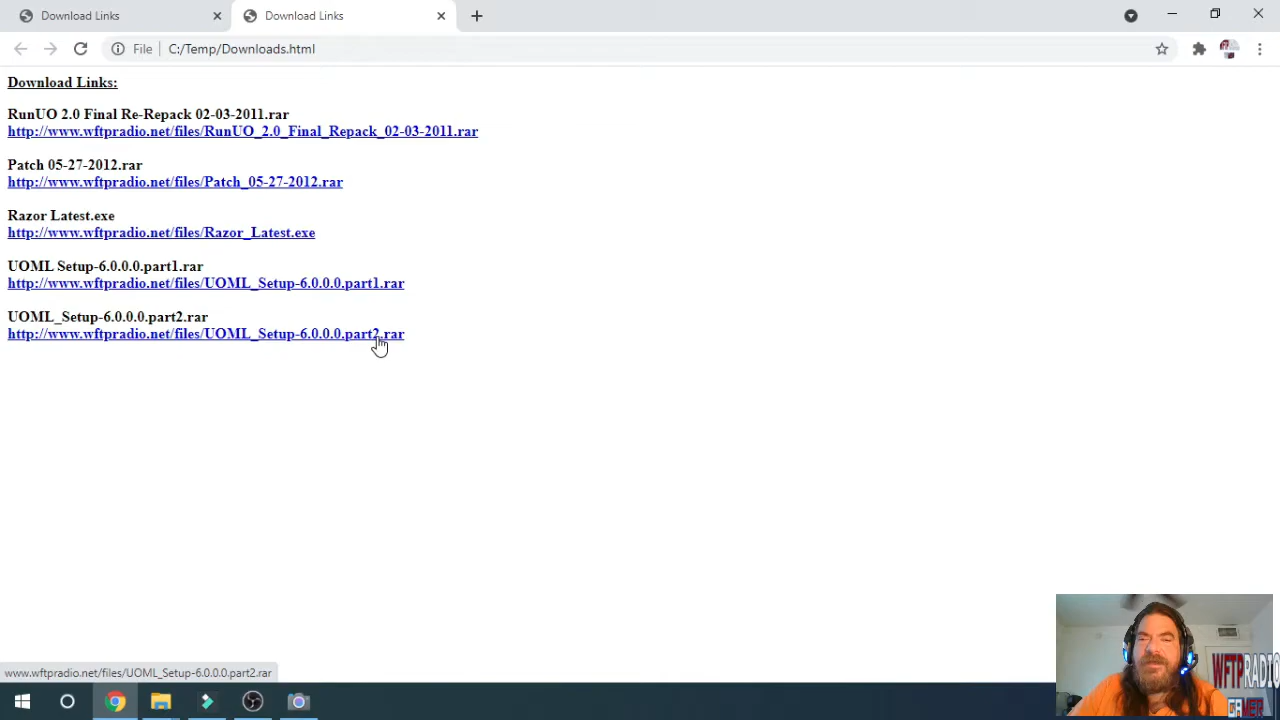 Download Links
Download Links
File
C:/Temp/Downloads.html
Download Links:
RunUO 2.0 Final Re-Repack 02-03-2011.rar
http://www.wftpradio.net/files/RunUO_2.0_Final_Repack_02-03-2011.rar
Patch 05-27-2012.rar
http://www.wftpradio.net/files/Patch_05-27-2012.rar
Razor Latest.exe
http://www.wftpradio.net/files/Razor_Latest.exe
UOML Setup-6.0.0.0.part1.rar
http://www.wftpradio.net/files/UOML_Setup-6.0.0.0.part1.rar
UOML_Setup-6.0.0.0.part2.rar
http://www.wftpradio.net/files/UOML_Setup-6.0.0.0.part2.rar
www.wftpradio.net/files/UOML_Setup-6.0.0.0.part2.rar
WFTPRADIO
GAMER